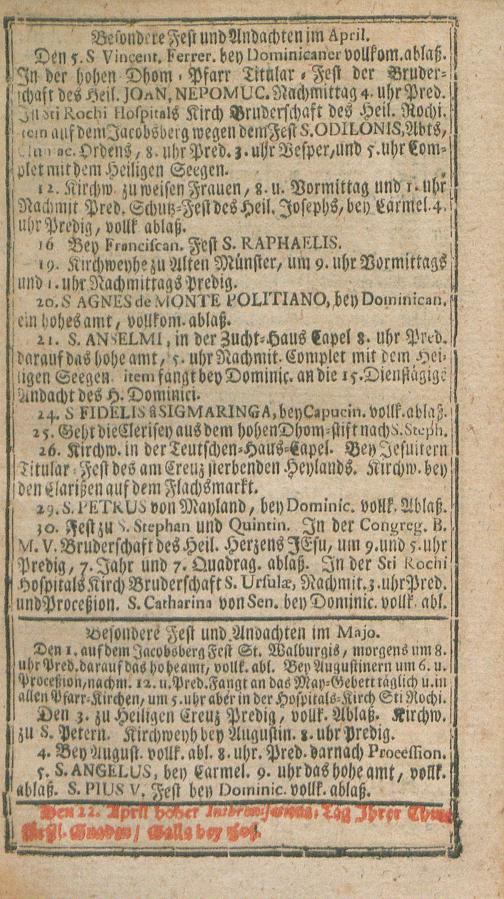 Besondere Fest und Andachten im April.
Den 5. S Vincent. Ferrer. bey Dominicaner vollkom. ablaß.
In der hohen Dhom- Pfarr Titular-Fest der Bruder-
schaft des Heil. JOAN, NEPOMUC. Nachmittag 4. uhr Pred.
In Sti Rochi Hospitals Kirch Bruderschaft des Heil. Rochi.
item auf dem Jacobsberg wegen dem Fest S. ODILONIS, Abts,
Ordens, 8. uhr Pred. 3. uhr Vesper, und 5. uhr Com-
plet mit dem Heiligen Seegen.
12. Kirchw. zu weisen Frauen, 8. u. Vormittag und 1. uhr
Nachmit Pred. Schutz-Fest des Heil. Josephs, bey Carmel. 4.
uhr Predig, vollk ablaß.
16 Bey Franciscan. Fest S. RAPHAELIS.
19. Kirchweyhe zu Alten Münster, um 9. uhr Vormittags
und 1. uhr Nachmittags Predig.
20. S AGNES de MONTE POLITIANO, bey Dominican.
ein hohes amt, vollkom. ablaß.
21. S. ANSELMI, in der Zucht-Haus Capel 8. uhr Pred.
darauf das hohe amt, 5. uhr Nachmit. Complet mit dem Hei-
ligen Seegen. item fangt bey Dominic. an die 15. Dienstägige
Andacht des H. Dominici.
24. S FIDELIS â SIGMARINGA, bey Capucin. vollk. ablaß.
25. Geht die Clerisey aus dem hohen Dhom-stift nach S. Steph.
26. Kirchw. in der Teutschen-Haus-Capel. Bey Jesuitern
Titular-Fest des am Creuz sterbenden Heylands. Kirchw. bey
den Clarißen auf dem Flachsmarkt.
29. S. PETRUS von Mayland, bey Dominic. vollk. Ablaß.
30. Fest zu S. Stephan und Quintin. In der Congreg. B.
M. V. Bruderschaft des Heil. Herzens JEsu, um 9. und 5. uhr
Predig, 7. Jahr und 7. Quadrag. ablaß. In der Sti Rochi
Hospitals Kirch Bruderschaft S. Ursulæ, Nachmit. 3. uhr Pred.
und Proceßion. S. Catharina von Sen. bey Dominic. vollk. abl.
Besondere Fest und Andachten im Majo.
Den 1. auf dem Jacobsberg Fest St. Walburgis, morgens um 8.
uhr Pred. darauf das hohe amt, vollk. abl. Bey Augustinern um 6. u.
Proceßion, nachm. 12. u. Pred. Fangt an das May-Gebett täglich u. in
allen Pfarr-Kirchen, um 5. uhr aber in der Hospitals-Kirch Sti Rochi.
Den 3. zu Heiligen Creuz Predig, vollk. Ablaß. Kirchw.
zu S. Petern. Kirchweyh bey Augustin. 8. uhr. Predig.
4. Bey August. vollk. abl. 8. uhr. Pred. darnach Procession.
5. S. ANGELUS, bey Carmel. 9. uhr das hohe amt, vollk.
ablaß. S. PIUS V. Fest bey Dominic. vollk. ablaß.
Den 22. April hoher Tag Ihrer
Gnaden / Galla bey Hof.